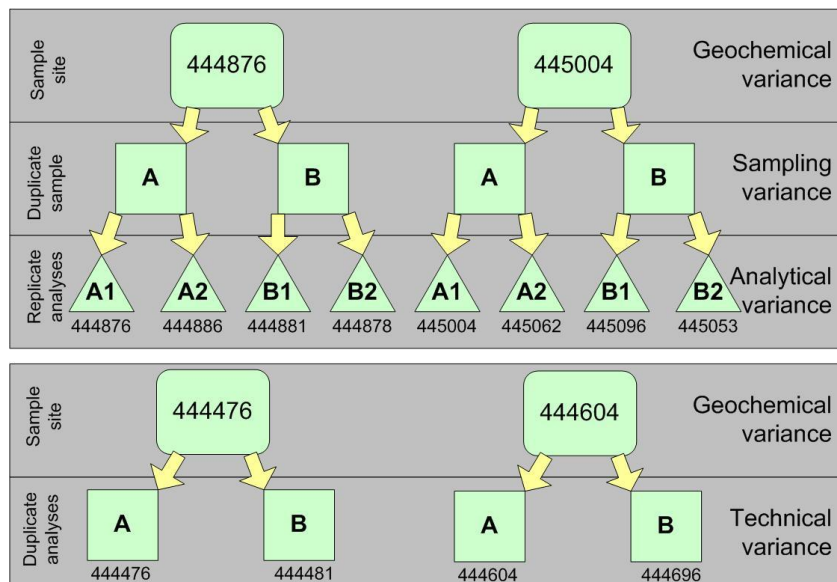 Sample
site
444876
445004
Geochemical
variance
Duplicate
sample
A
B
A
B
Sampling
variance
Replicate
analyses
A1
A2
B1
B2
A1
A2
B1
B2
Analytical
variance
444876
444886
444881
444878
445004
445062
445096
445053
Sample
site
444476
444604
Geochemical
variance
Duplicate
analyses
A
B
A
B
Technical
variance
444476
444481
444604
444696